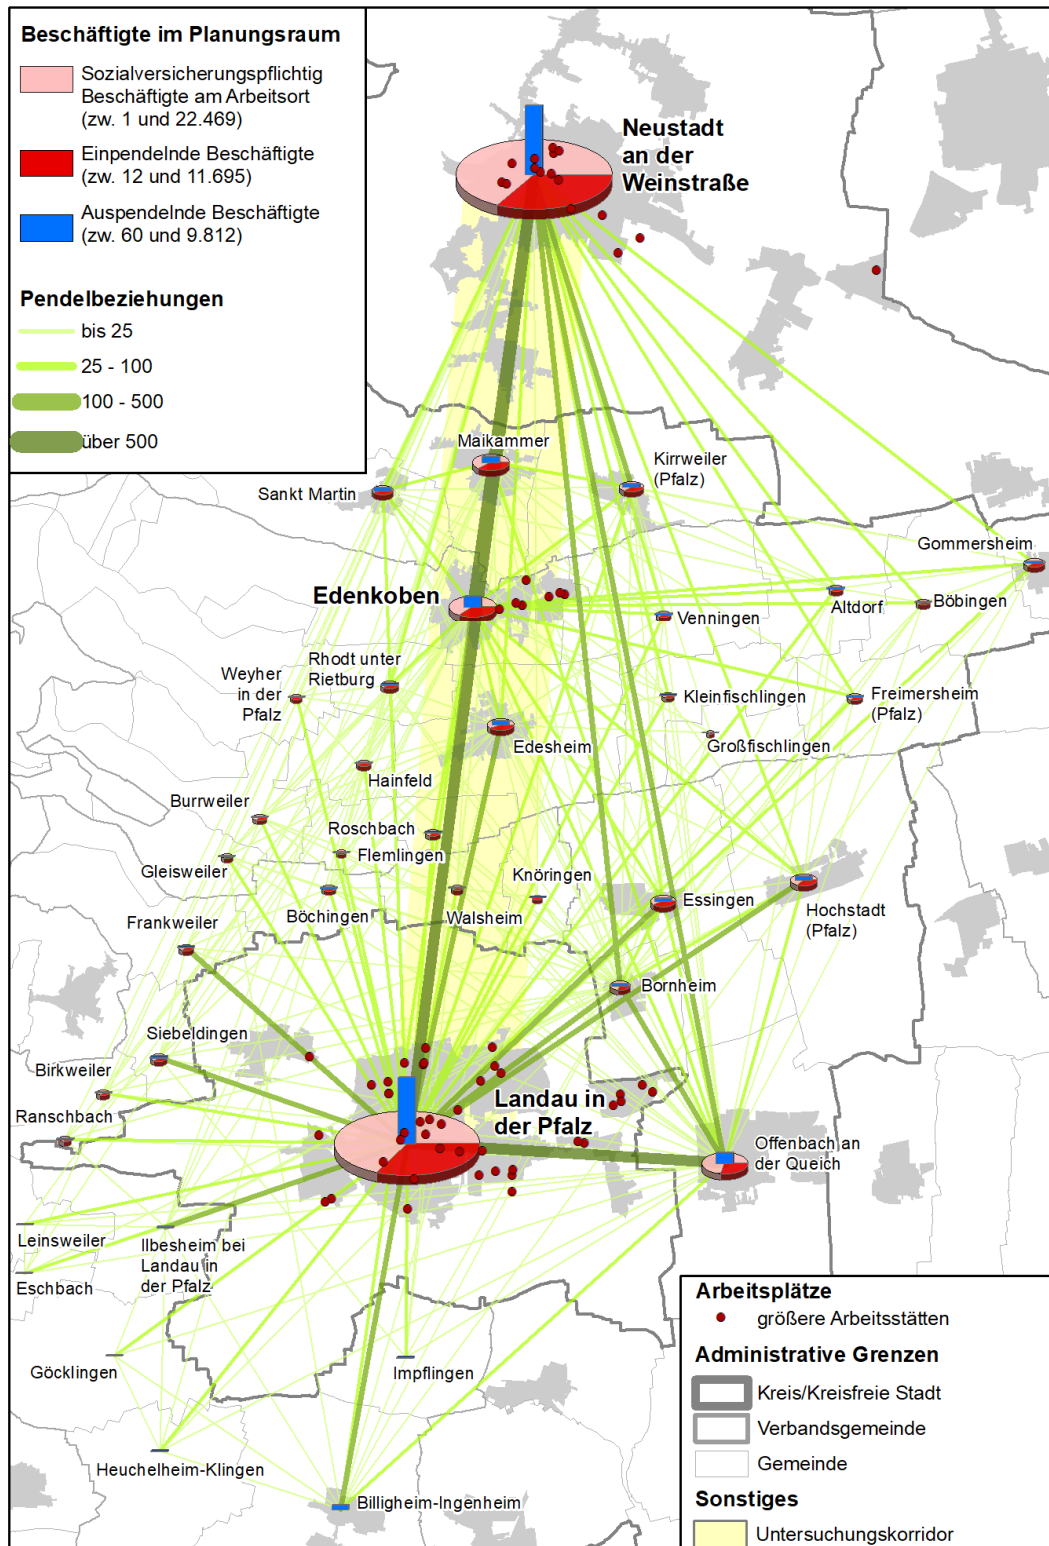 Beschäftigte im Planungsraum
Sozialversicherungspflichtig
Beschäftigte am Arbeitsort
(zw. 1 und 22.469)
Einpendelnde Beschäftigte
(zw. 12 und 11.695)
Auspendelnde Beschäftigte
(zw. 60 und 9.812)
Pendelbeziehungen
bis 25
25 - 100
100 - 500
über 500
Neustadt
an der
Weinstraße
Maikammer
Kirrweiler
(Pfalz)
Sankt Martin
Gommersheim
Edenkoben
Altdorf
Böbingen
Venningen
Rhodt unter
Rietburg
Weyher
in der
Pfalz
Kleinfischlingen
Freimersheim
(Pfalz)
Großfischlingen
Edesheim
Hainfeld
Burrweiler
Roschbach
Flemlingen
Gleisweiler
Knöringen
Essingen
Böchingen
Walsheim
Hochstadt
(Pfalz)
Frankweiler
Bornheim
Siebeldingen
Birkweiler
Landau in
der Pfalz
Ranschbach
Offenbach an
der Queich
Leinsweiler
Ilbesheim bei
Landau in
der Pfalz
Eschbach
Göcklingen
Impflingen
Heuchelheim-Klingen
Billigheim-Ingenheim
Arbeitsplätze
größere Arbeitsstätten
Administrative Grenzen
Kreis/Kreisfreie Stadt
Verbandsgemeinde
Gemeinde
Sonstiges
Untersuchungskorridor